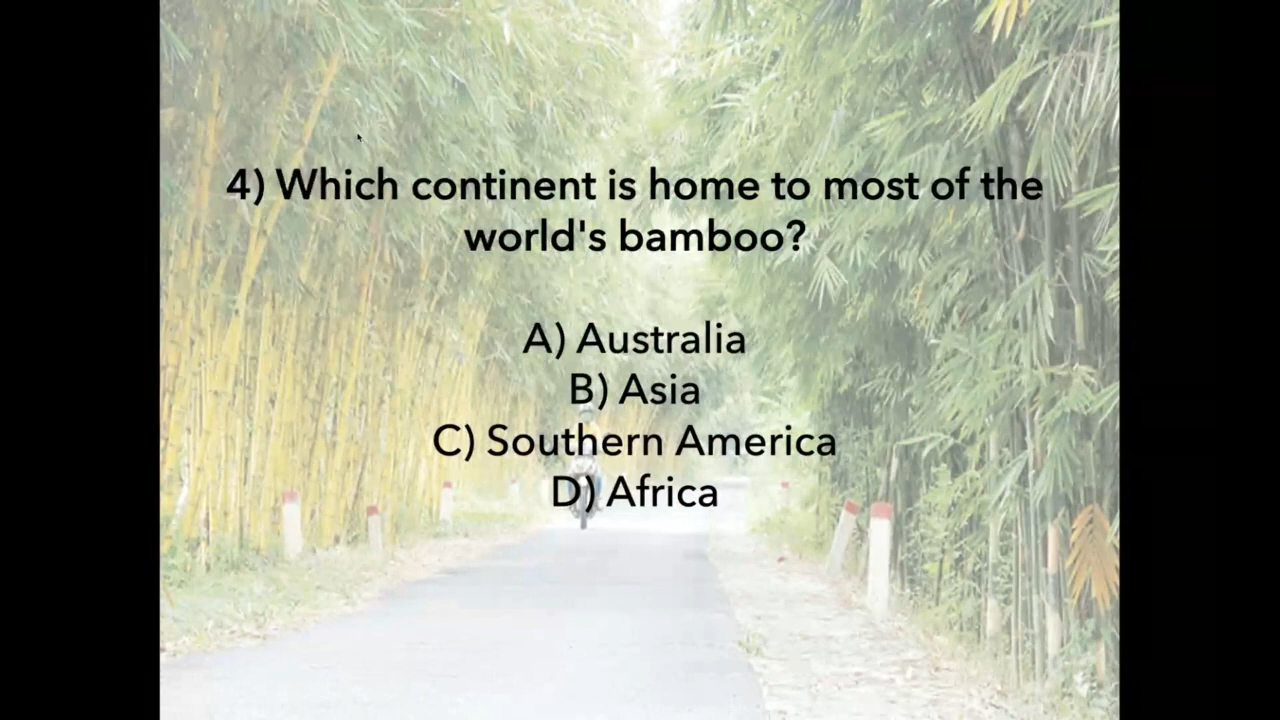 4) Which continent is home to most of the
world's bamboo?
A) Australia
B) Asia
C) Southern America
D) Africa